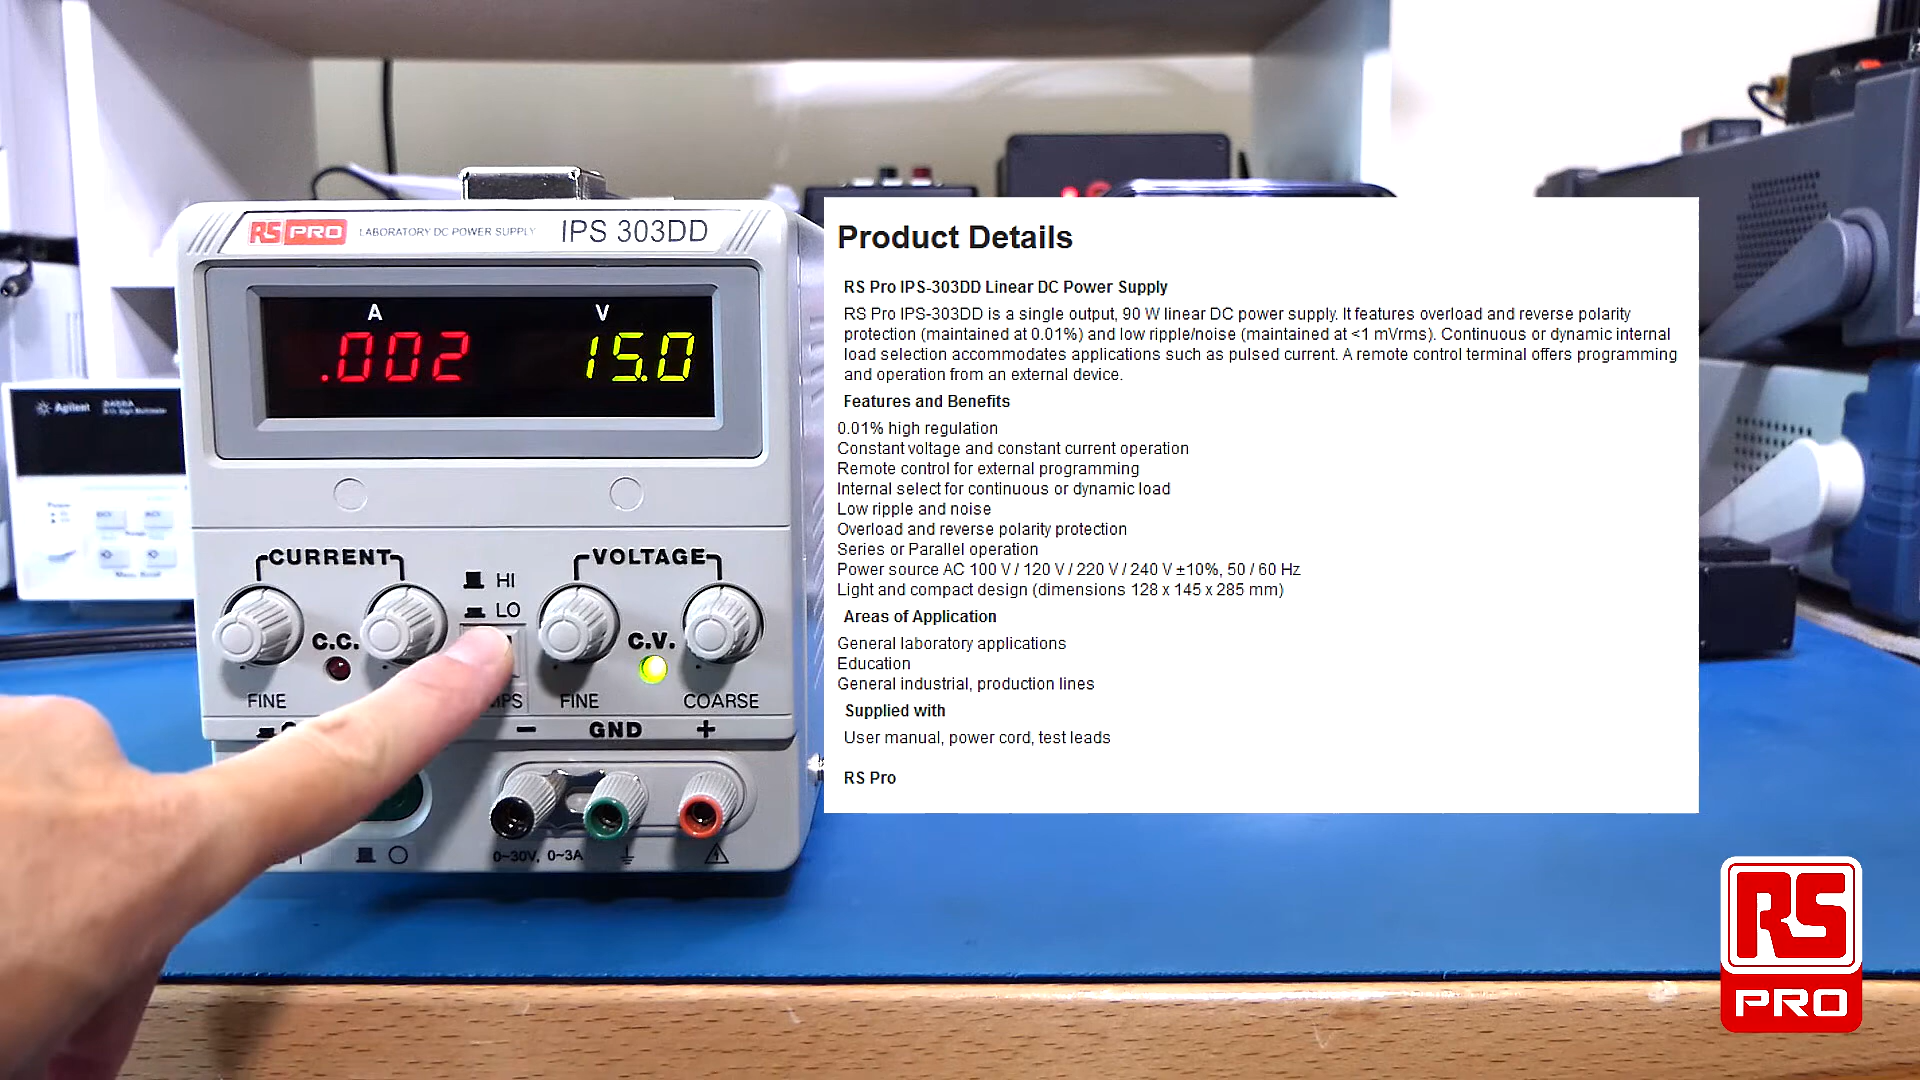 RS PRO LABORATORY DC POWER SUPPLY IPS 303DD
A V
.002 15.0
Agilent
CURRENT VOLTAGE
HI
LO
C.C. C.V.
FINE FINE COARSE
− GND +
0~30V, 0~3A
Product Details
RS Pro IPS-303DD Linear DC Power Supply
RS Pro IPS-303DD is a single output, 90 W linear DC power supply. It features overload and reverse polarity
protection (maintained at 0.01%) and low ripple/noise (maintained at <1 mVrms). Continuous or dynamic internal
load selection accommodates applications such as pulsed current. A remote control terminal offers programming
and operation from an external device.
Features and Benefits
0.01% high regulation
Constant voltage and constant current operation
Remote control for external programming
Internal select for continuous or dynamic load
Low ripple and noise
Overload and reverse polarity protection
Series or Parallel operation
Power source AC 100 V / 120 V / 220 V / 240 V ±10%, 50 / 60 Hz
Light and compact design (dimensions 128 x 145 x 285 mm)
Areas of Application
General laboratory applications
Education
General industrial, production lines
Supplied with
User manual, power cord, test leads
RS Pro
RS
PRO